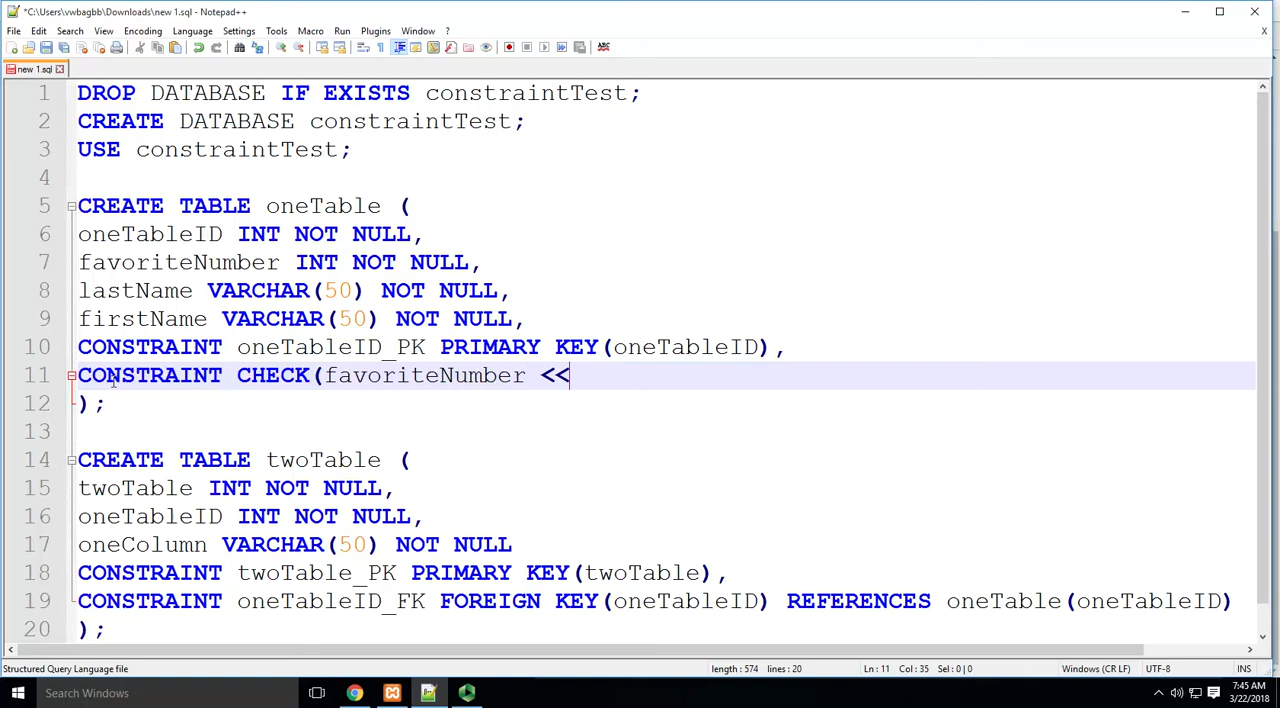 *C:\Users\vwbagbb\Downloads\new 1.sql - Notepad++
File Edit Search View Encoding Language Settings Tools Macro Run Plugins Window ? X
ABC
new 1.sql
1 DROP DATABASE IF EXISTS constraintTest;
2 CREATE DATABASE constraintTest;
3 USE constraintTest;
4
5 CREATE TABLE oneTable (
6 oneTableID INT NOT NULL,
7 favoriteNumber INT NOT NULL,
8 lastName VARCHAR(50) NOT NULL,
9 firstName VARCHAR(50) NOT NULL,
10 CONSTRAINT oneTableID_PK PRIMARY KEY(oneTableID),
11 CONSTRAINT CHECK(favoriteNumber <<
12 );
13
14 CREATE TABLE twoTable (
15 twoTable INT NOT NULL,
16 oneTableID INT NOT NULL,
17 oneColumn VARCHAR(50) NOT NULL
18 CONSTRAINT twoTable_PK PRIMARY KEY(twoTable),
19 CONSTRAINT oneTableID_FK FOREIGN KEY(oneTableID) REFERENCES oneTable(oneTableID)
20 );
Structured Query Language file length : 574 lines : 20 Ln : 11 Col : 35 Sel : 0 | 0 Windows (CR LF) UTF-8 INS
Search Windows 7:45 AM
3/22/2018